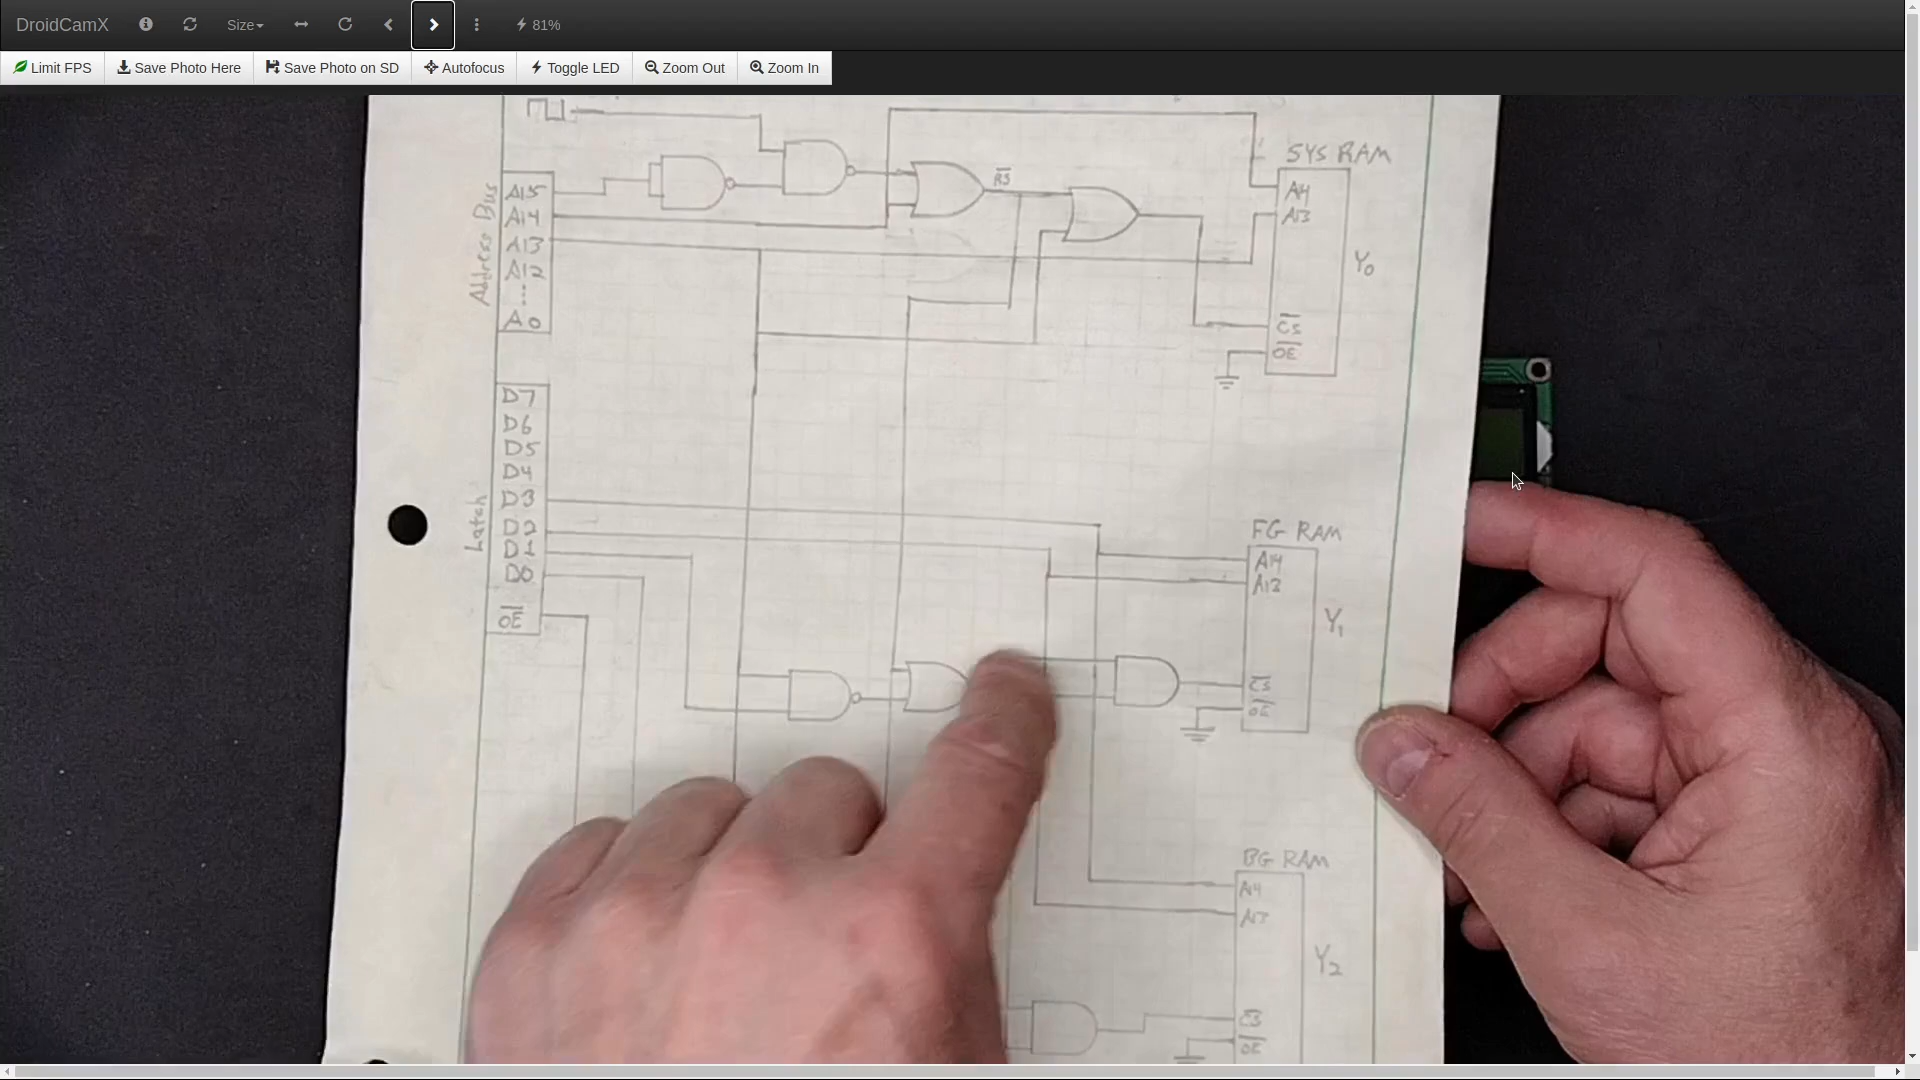 DroidCamX Size 81%
Limit FPS Save Photo Here Save Photo on SD Autofocus Toggle LED Zoom Out Zoom In
SYS RAM
Address Bus
A15
A14
A13
A12
A0
RS
A14
A13
Y0
CS
OE
Latch
D7
D6
D5
D4
D3
D2
D1
D0
OE
FG RAM
A14
A13
Y1
CS
OE
BG RAM
A14
A13
Y2
CS
OE